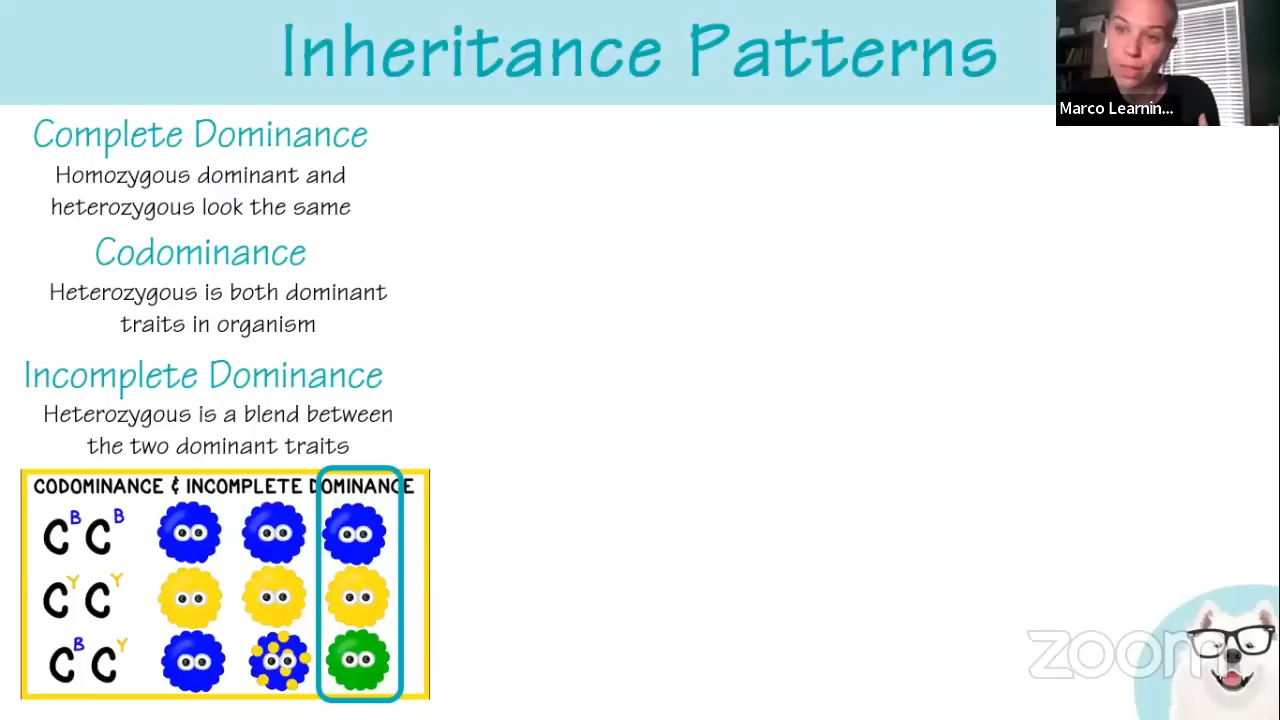 Inheritance Patterns
Marco Learnin...
Complete Dominance
Homozygous dominant and
heterozygous look the same
Codominance
Heterozygous is both dominant
traits in organism
Incomplete Dominance
Heterozygous is a blend between
the two dominant traits
CODOMINANCE & INCOMPLETE DOMINANCE
C^B C^B
C^Y C^Y
C^B C^Y
zoom